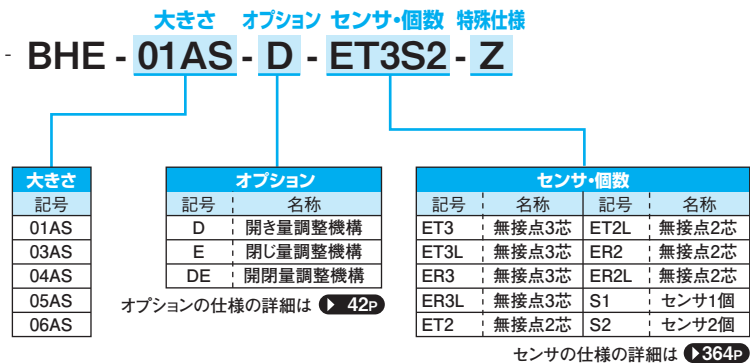 大きさ オプション センサ・個数 特殊仕様
- BHE - 01AS - D - ET3S2 - Z
大きさ
記号
01AS
03AS
04AS
05AS
06AS
オプション
記号 名称
D 開き量調整機構
E 閉じ量調整機構
DE 開閉量調整機構
オプションの仕様の詳細は 42P
センサ・個数
記号 名称 記号 名称
ET3 無接点3芯 ET2L 無接点2芯
ET3L 無接点3芯 ER2 無接点2芯
ER3 無接点3芯 ER2L 無接点2芯
ER3L 無接点3芯 S1 センサ1個
ET2 無接点2芯 S2 センサ2個
センサの仕様の詳細は 364P